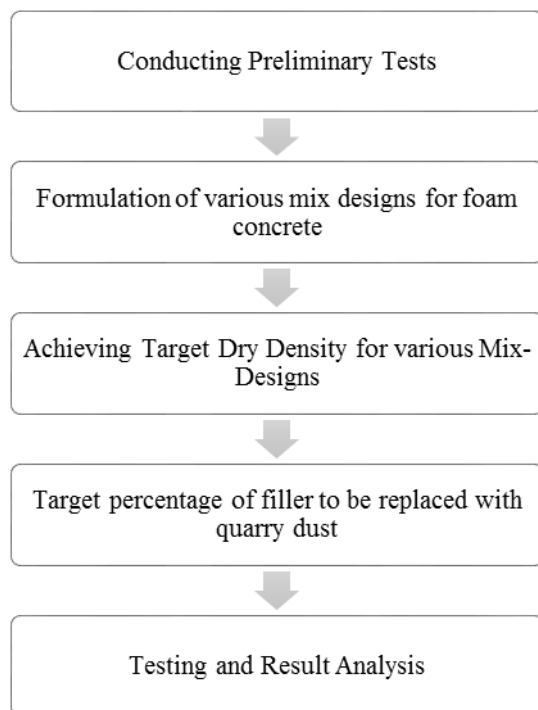 Conducting Preliminary Tests
Formulation of various mix designs for foam
concrete
Achieving Target Dry Density for various Mix-
Designs
Target percentage of filler to be replaced with
quarry dust
Testing and Result Analysis